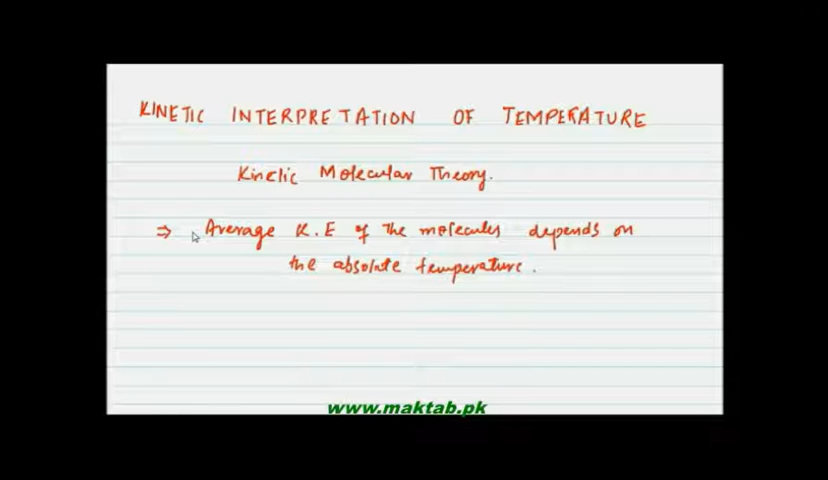 KINETIC INTERPRETATION OF TEMPERATURE
Kinetic Molecular Theory.
⇒ Average K.E of the molecules depends on
the absolute temperature.
www.maktab.pk